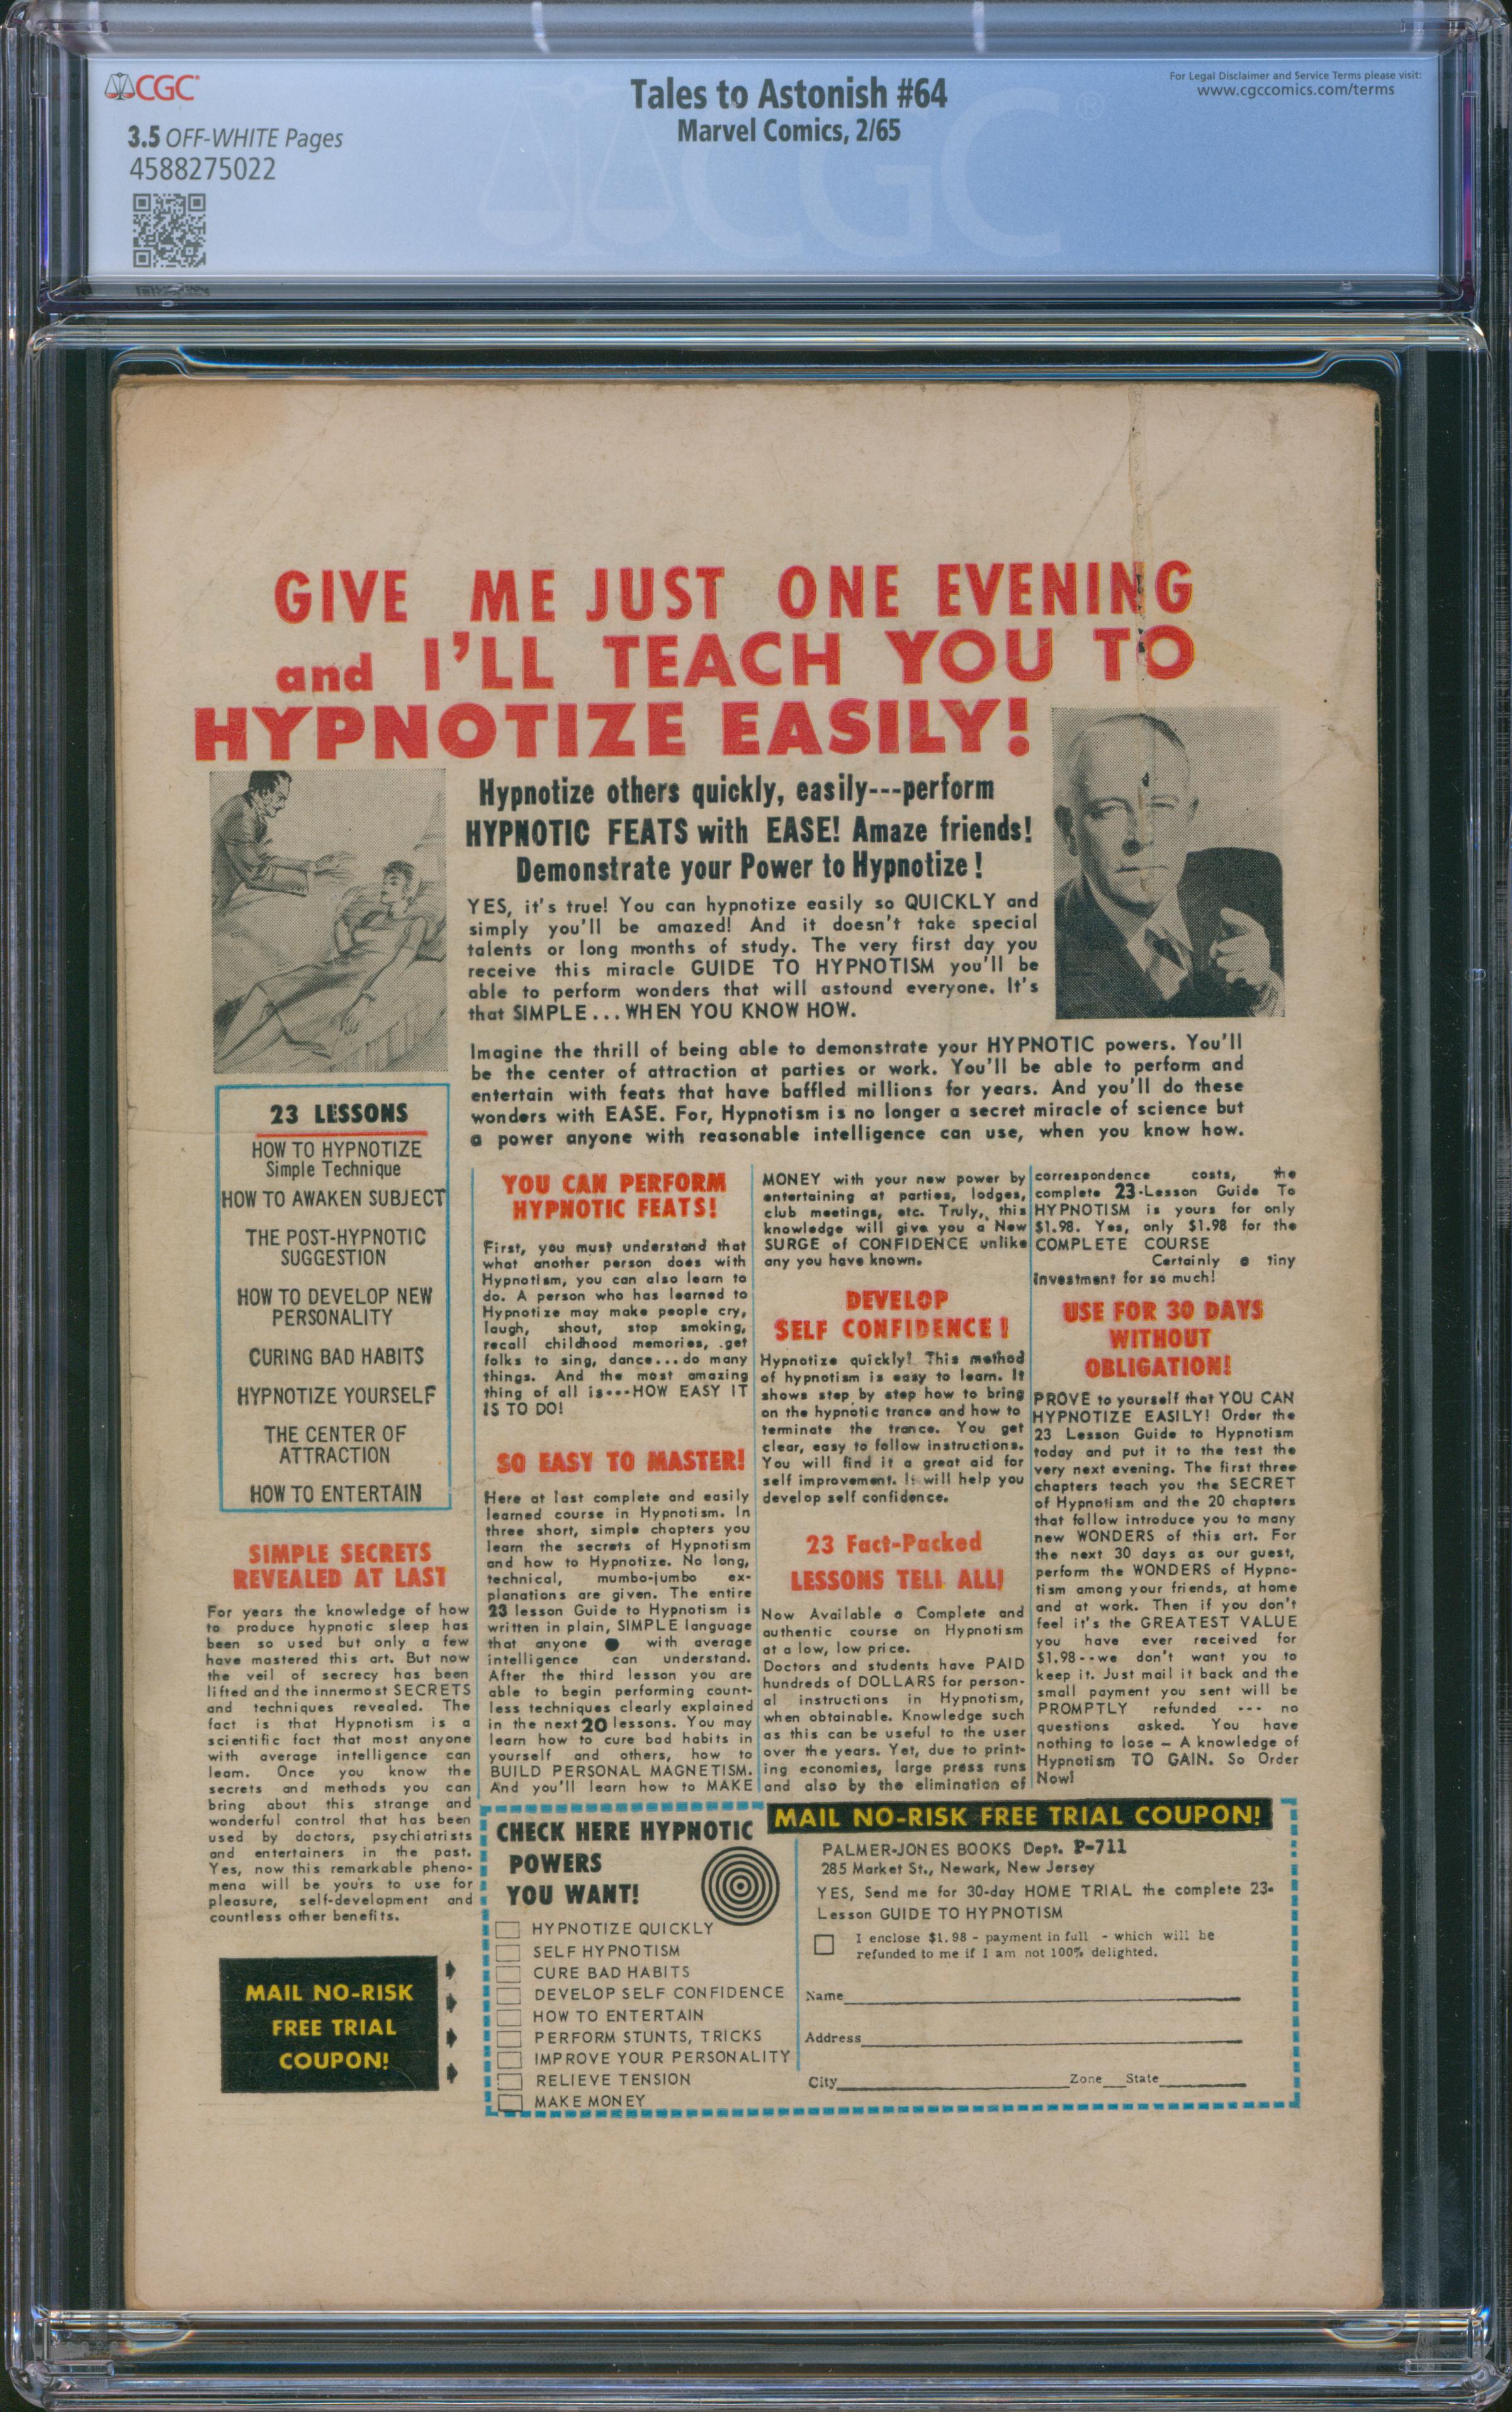 CGC
3.5 OFF-WHITE Pages
4588275022
Tales to Astonish #64
Marvel Comics, 2/65
For Legal Disclaimer and Service Terms please visit:
www.cgccomics.com/terms
CGC ®
GIVE ME JUST ONE EVENING
and I'LL TEACH YOU TO
HYPNOTIZE EASILY!
Hypnotize others quickly, easily---perform
HYPNOTIC FEATS with EASE! Amaze friends!
Demonstrate your Power to Hypnotize!
YES, it's true! You can hypnotize easily so QUICKLY and
simply you'll be amazed! And it doesn't take special
talents or long months of study. The very first day you
receive this miracle GUIDE TO HYPNOTISM you'll be
able to perform wonders that will astound everyone. It's
that SIMPLE...WHEN YOU KNOW HOW.
Imagine the thrill of being able to demonstrate your HYPNOTIC powers. You'll
be the center of attraction at parties or work. You'll be able to perform and
entertain with feats that have baffled millions for years. And you'll do these
wonders with EASE. For, Hypnotism is no longer a secret miracle of science but
a power anyone with reasonable intelligence can use, when you know how.
23 LESSONS
HOW TO HYPNOTIZE
Simple Technique
HOW TO AWAKEN SUBJECT
THE POST-HYPNOTIC
SUGGESTION
HOW TO DEVELOP NEW
PERSONALITY
CURING BAD HABITS
HYPNOTIZE YOURSELF
THE CENTER OF
ATTRACTION
HOW TO ENTERTAIN
SIMPLE SECRETS
REVEALED AT LAST
For years the knowledge of how
to produce hypnotic sleep has
been so used but only a few
have mastered this art. But now
the veil of secrecy has been
lifted and the innermost SECRETS
and techniques revealed. The
fact is that Hypnotism is a
scientific fact that most anyone
with average intelligence can
learn. Once you know the
secrets and methods you can
bring about this strange and
wonderful control that has been
used by doctors, psychiatrists
and entertainers in the past.
Yes, now this remarkable pheno-
mena will be yours to use for
pleasure, self-development and
countless other benefits.
MAIL NO-RISK
FREE TRIAL
COUPON!
YOU CAN PERFORM
HYPNOTIC FEATS!
First, you must understand that
what another person does with
Hypnotism, you can also learn to
do. A person who has learned to
Hypnotize may make people cry,
laugh, shout, stop smoking,
recall childhood memories, .get
folks to sing, dance...do many
things. And the most amazing
thing of all is---HOW EASY IT
IS TO DO!
SO EASY TO MASTER!
Here at last complete and easily
learned course in Hypnotism. In
three short, simple chapters you
learn the secrets of Hypnotism
and how to Hypnotize. No long,
technical, mumbo-jumbo ex-
planations are given. The entire
23 lesson Guide to Hypnotism is
written in plain, SIMPLE language
that anyone with average
intelligence can understand.
After the third lesson you are
able to begin performing count-
less techniques clearly explained
in the next 20 lessons. You may
learn how to cure bad habits in
yourself and others, how to
BUILD PERSONAL MAGNETISM.
And you'll learn how to MAKE
MONEY with your new power by
entertaining at parties, lodges,
club meetings, etc. Truly, this
knowledge will give you a New
SURGE of CONFIDENCE unlike
any you have known.
DEVELOP
SELF CONFIDENCE!
Hypnotize quickly! This method
of hypnotism is easy to learn. It
shows step by step how to bring
on the hypnotic trance and how to
terminate the trance. You get
clear, easy to follow instructions.
You will find it a great aid for
self improvement. It will help you
develop self confidence.
23 Fact-Packed
LESSONS TELL ALL!
Now Available a Complete and
authentic course on Hypnotism
at a low, low price.
Doctors and students have PAID
hundreds of DOLLARS for person-
al instructions in Hypnotism,
when obtainable. Knowledge such
as this can be useful to the user
over the years. Yet, due to print-
ing economies, large press runs
and also by the elimination of
correspondence costs, the
complete 23-Lesson Guide To
HYPNOTISM is yours for only
$1.98. Yes, only $1.98 for the
COMPLETE COURSE
Certainly a tiny
investment for so much!
USE FOR 30 DAYS
WITHOUT
OBLIGATION!
PROVE to yourself that YOU CAN
HYPNOTIZE EASILY! Order the
23 Lesson Guide to Hypnotism
today and put it to the test the
very next evening. The first three
chapters teach you the SECRET
of Hypnotism and the 20 chapters
that follow introduce you to many
new WONDERS of this art. For
the next 30 days as our guest,
perform the WONDERS of Hypno-
tism among your friends, at home
and at work. Then if you don't
feel it's the GREATEST VALUE
you have ever received for
$1.98--we don't want you to
keep it. Just mail it back and the
small payment you sent will be
PROMPTLY refunded --- no
questions asked. You have
nothing to lose – A knowledge of
Hypnotism TO GAIN. So Order
Now!
CHECK HERE HYPNOTIC
POWERS
YOU WANT!
HYPNOTIZE QUICKLY
SELF HYPNOTISM
CURE BAD HABITS
DEVELOP SELF CONFIDENCE
HOW TO ENTERTAIN
PERFORM STUNTS, TRICKS
IMPROVE YOUR PERSONALITY
RELIEVE TENSION
MAKE MONEY
MAIL NO-RISK FREE TRIAL COUPON!
PALMER-JONES BOOKS Dept. P-711
285 Market St., Newark, New Jersey
YES, Send me for 30-day HOME TRIAL the complete 23-
Lesson GUIDE TO HYPNOTISM
I enclose $1.98 - payment in full - which will be
refunded to me if I am not 100% delighted.
Name
Address
City Zone State